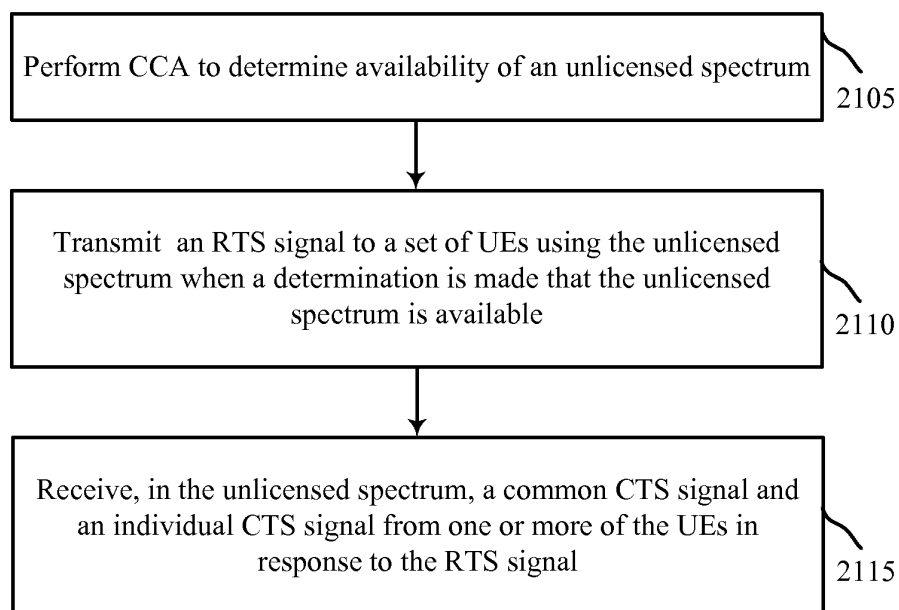 Perform CCA to determine availability of an unlicensed spectrum
2105
Transmit an RTS signal to a set of UEs using the unlicensed
spectrum when a determination is made that the unlicensed
spectrum is available
2110
Receive, in the unlicensed spectrum, a common CTS signal and
an individual CTS signal from one or more of the UEs in
response to the RTS signal
2115